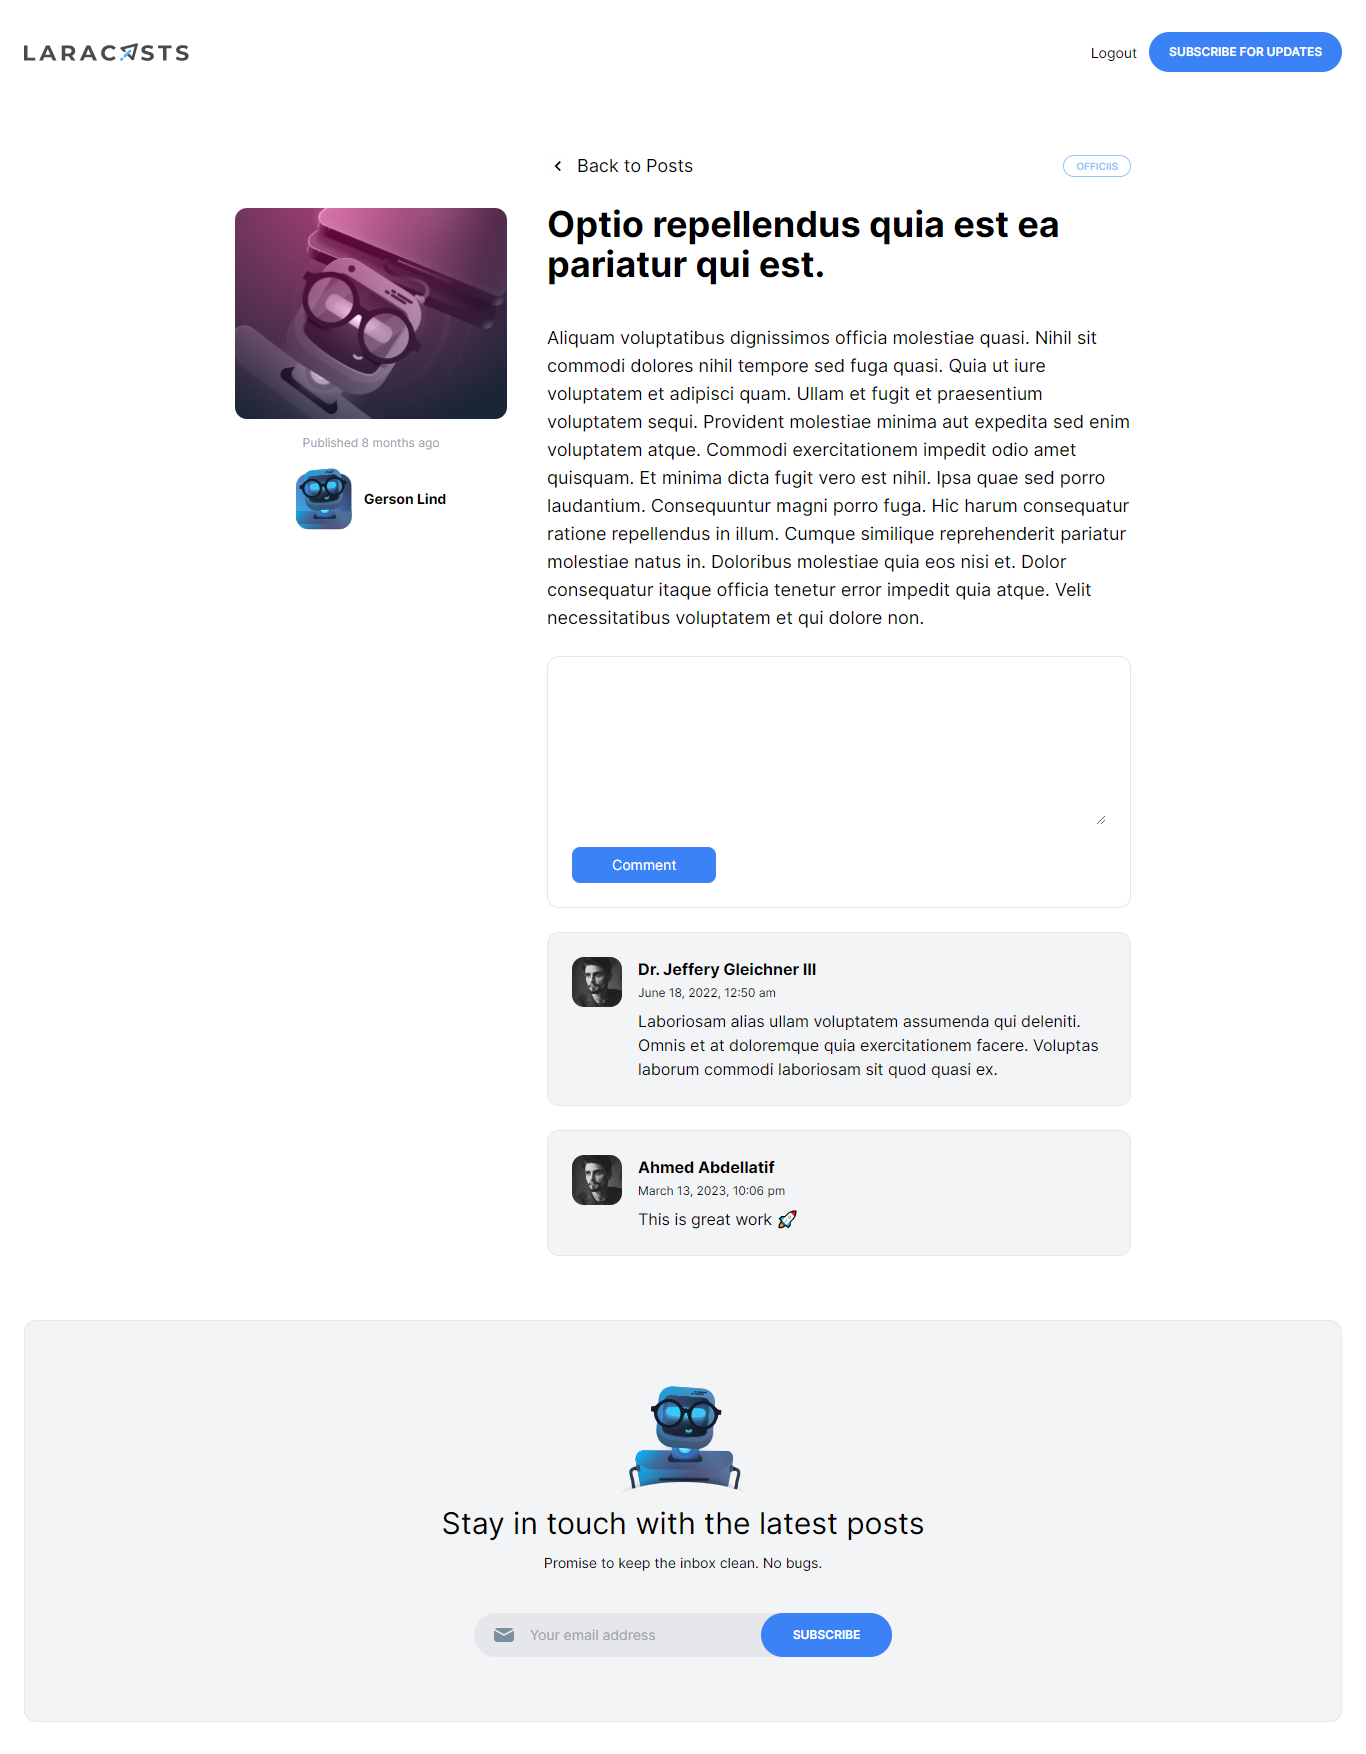 LARACASTS
Logout
SUBSCRIBE FOR UPDATES
Back to Posts
OFFICIIS
Optio repellendus quia est ea
pariatur qui est.
Published 8 months ago
Gerson Lind
Aliquam voluptatibus dignissimos officia molestiae quasi. Nihil sit
commodi dolores nihil tempore sed fuga quasi. Quia ut iure
voluptatem et adipisci quam. Ullam et fugit et praesentium
voluptatem sequi. Provident molestiae minima aut expedita sed enim
voluptatem atque. Commodi exercitationem impedit odio amet
quisquam. Et minima dicta fugit vero est nihil. Ipsa quae sed porro
laudantium. Consequuntur magni porro fuga. Hic harum consequatur
ratione repellendus in illum. Cumque similique reprehenderit pariatur
molestiae natus in. Doloribus molestiae quia eos nisi et. Dolor
consequatur itaque officia tenetur error impedit quia atque. Velit
necessitatibus voluptatem et qui dolore non.
Comment
Dr. Jeffery Gleichner III
June 18, 2022, 12:50 am
Laboriosam alias ullam voluptatem assumenda qui deleniti.
Omnis et at doloremque quia exercitationem facere. Voluptas
laborum commodi laboriosam sit quod quasi ex.
Ahmed Abdellatif
March 13, 2023, 10:06 pm
This is great work 🚀
Stay in touch with the latest posts
Promise to keep the inbox clean. No bugs.
Your email address
SUBSCRIBE